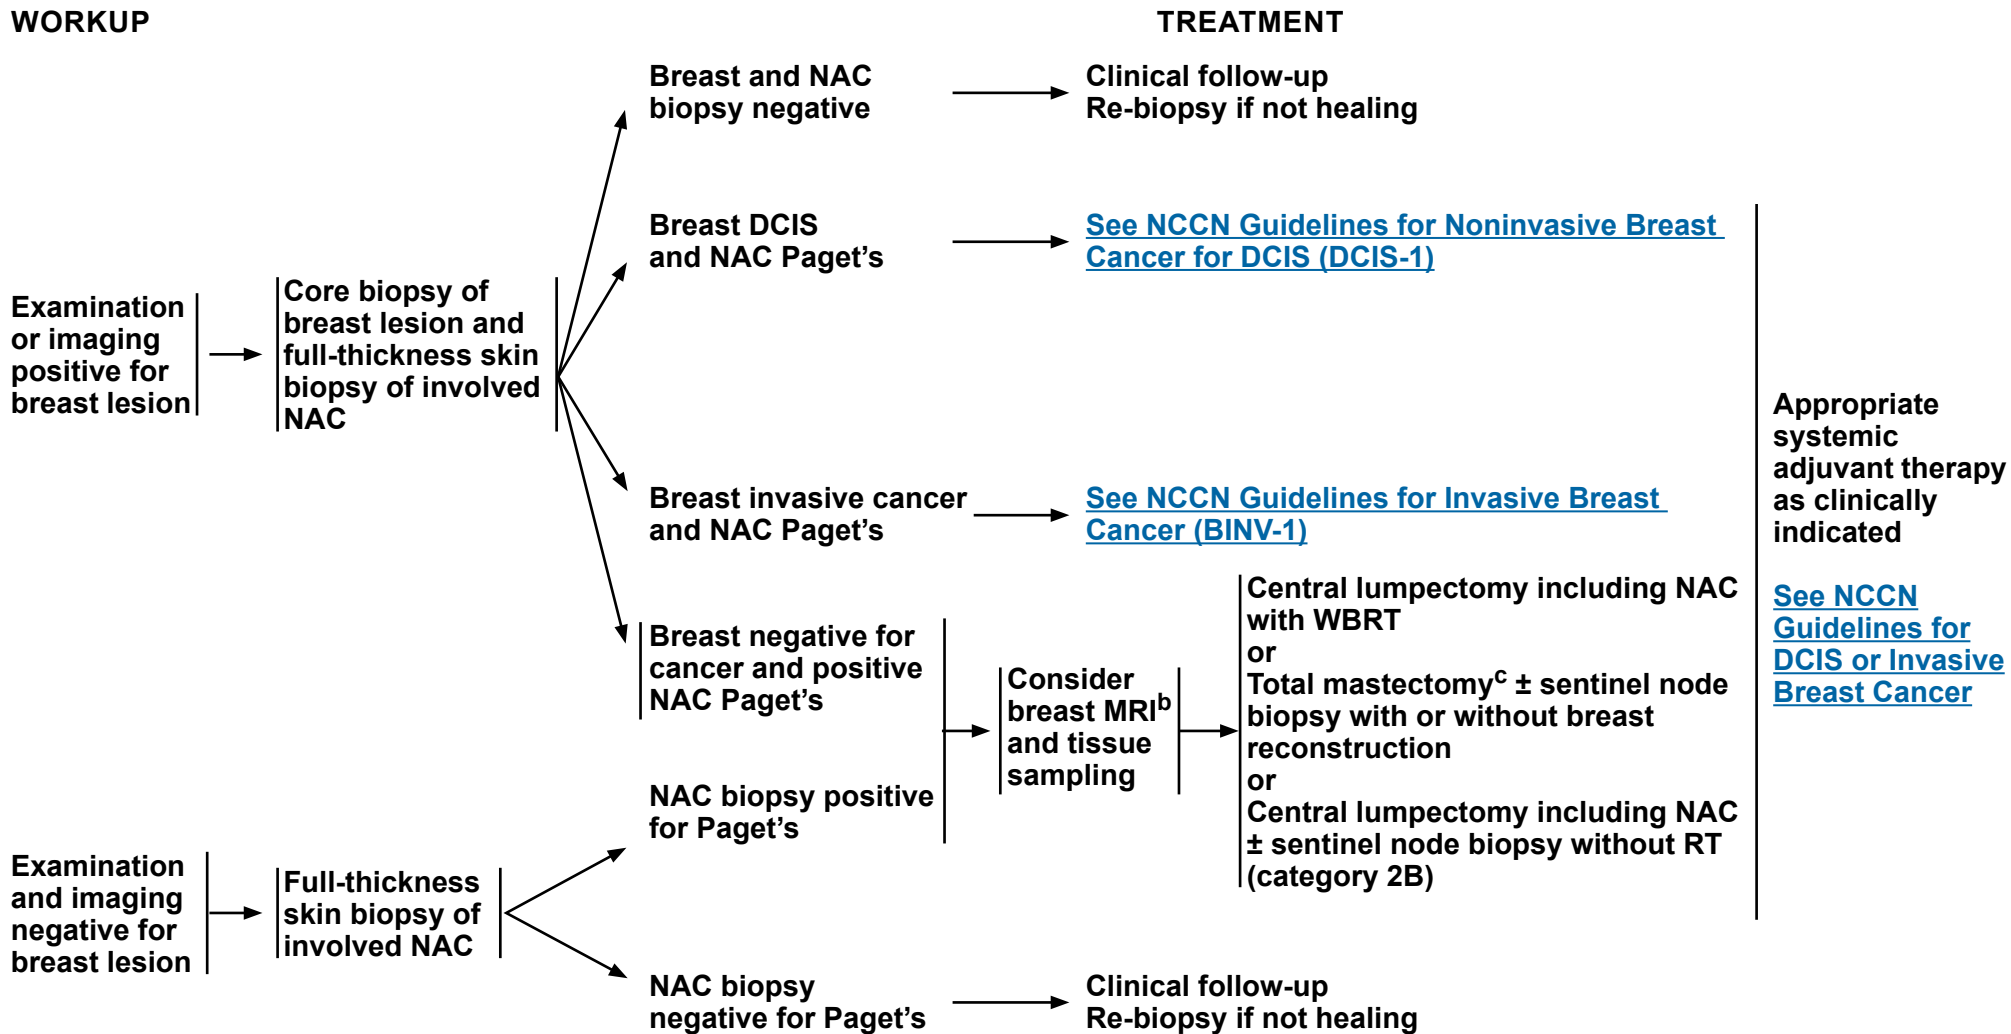 WORKUP
TREATMENT
Breast and NAC
biopsy negative
Clinical follow-up
Re-biopsy if not healing
Breast DCIS
and NAC Paget’s
See NCCN Guidelines for Noninvasive Breast
Cancer for DCIS (DCIS-1)
Examination
or imaging
positive for
breast lesion
Core biopsy of
breast lesion and
full-thickness skin
biopsy of involved
NAC
Breast invasive cancer
and NAC Paget’s
See NCCN Guidelines for Invasive Breast
Cancer (BINV-1)
Breast negative for
cancer and positive
NAC Paget’s
NAC biopsy positive
for Paget’s
Consider
breast MRIᵇ
and tissue
sampling
Central lumpectomy including NAC
with WBRT
or
Total mastectomyᶜ ± sentinel node
biopsy with or without breast
reconstruction
or
Central lumpectomy including NAC
± sentinel node biopsy without RT
(category 2B)
Appropriate
systemic
adjuvant therapy
as clinically
indicated
See NCCN
Guidelines for
DCIS or Invasive
Breast Cancer
Examination
and imaging
negative for
breast lesion
Full-thickness
skin biopsy of
involved NAC
NAC biopsy
negative for Paget’s
Clinical follow-up
Re-biopsy if not healing